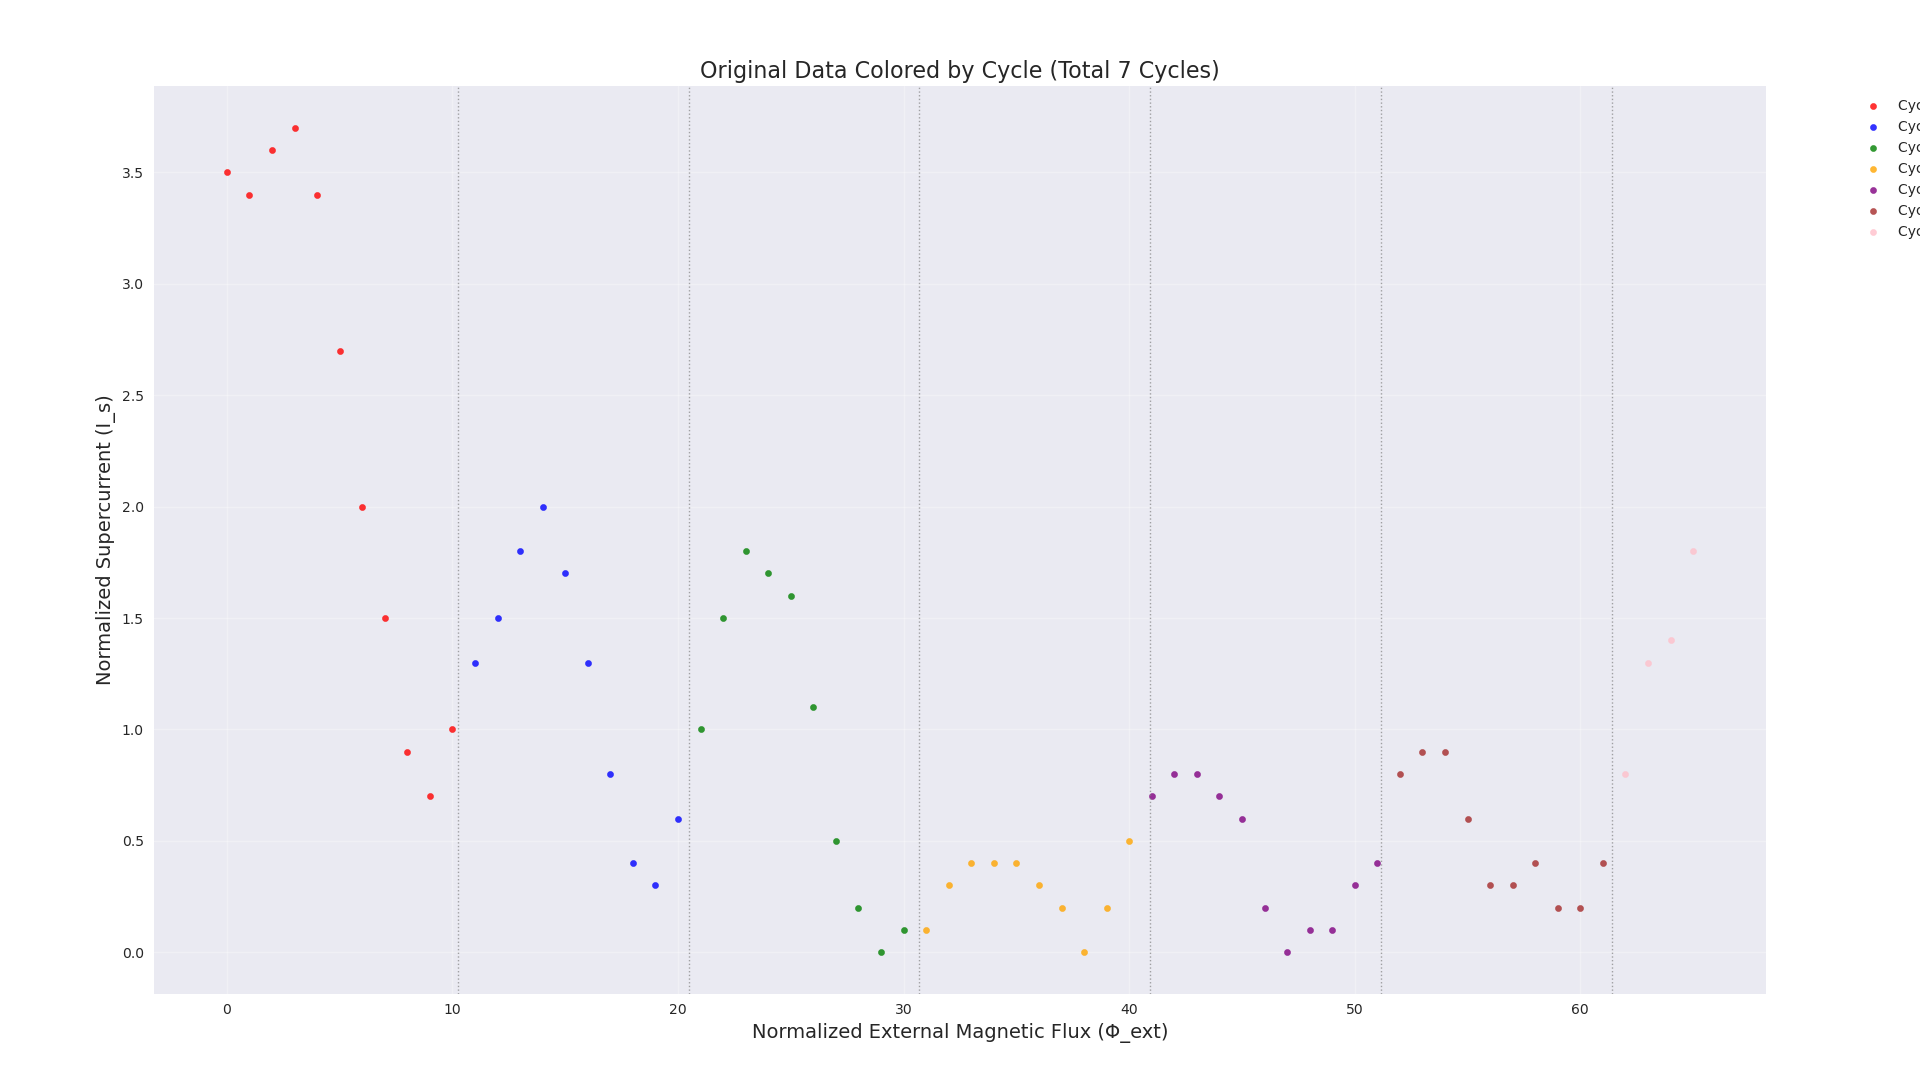 Original Data Colored by Cycle (Total 7 Cycles)
Cyc
Cyc
Cyc
Cyc
Cyc
Cyc
Cyc
Normalized Supercurrent (I_s)
3.5
3.0
2.5
2.0
1.5
1.0
0.5
0.0
0 10 20 30 40 50 60
Normalized External Magnetic Flux (Φ_ext)